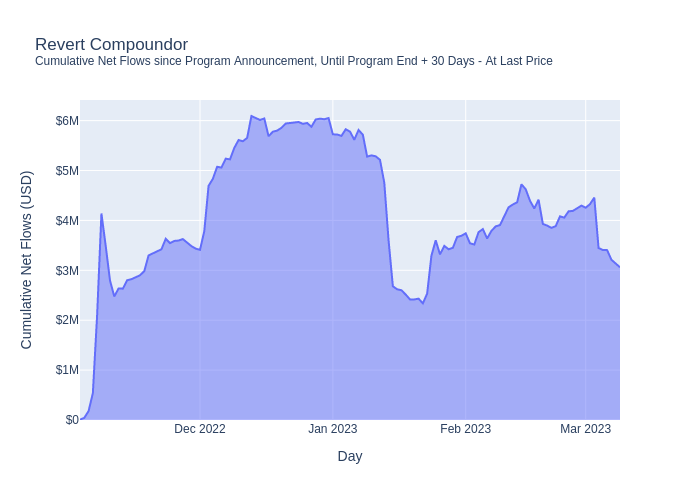 Revert Compoundor
Cumulative Net Flows since Program Announcement, Until Program End + 30 Days - At Last Price
Cumulative Net Flows (USD)
$6M
$5M
$4M
$3M
$2M
$1M
$0
Dec 2022
Jan 2023
Feb 2023
Mar 2023
Day